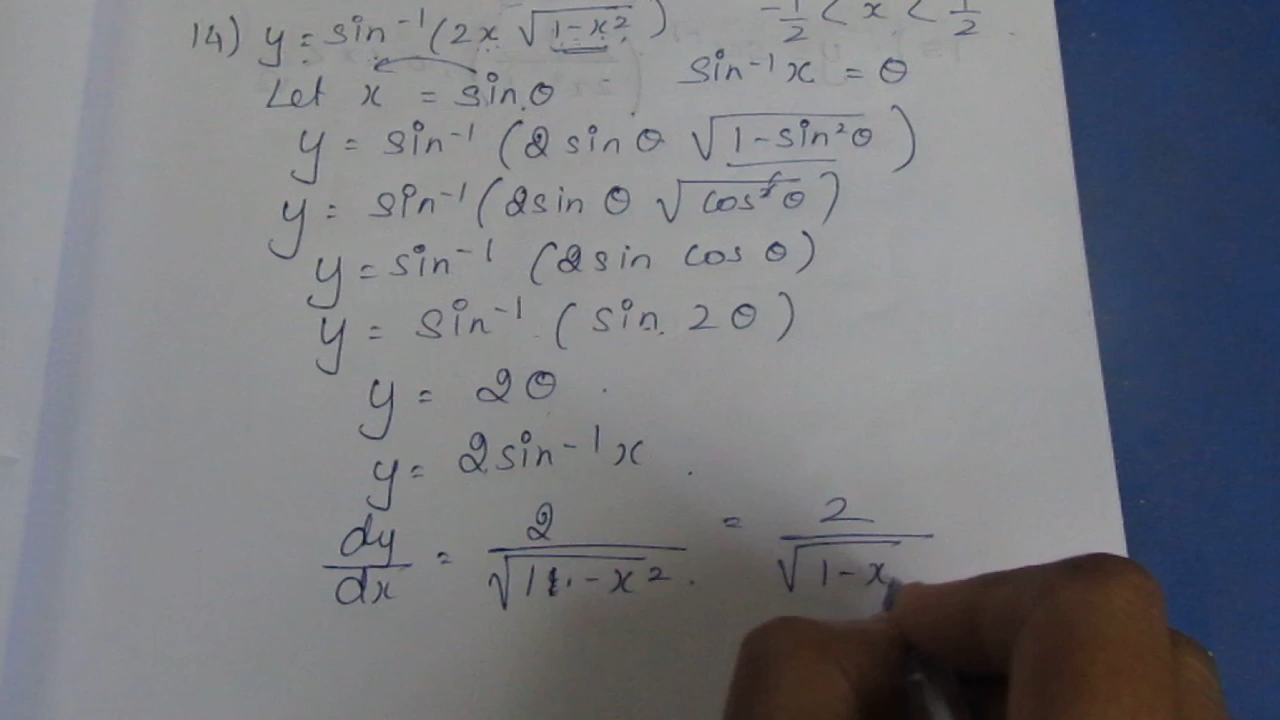 14) y = sin⁻¹(2x √(1-x²)) -1/2 < x < 1/2
Let x = sin θ sin⁻¹x = θ
y = sin⁻¹(2 sin θ √(1-sin²θ))
y = sin⁻¹(2sin θ √(cos²θ))
y = sin⁻¹ (2sin cos θ)
y = sin⁻¹ (sin 2θ)
y = 2θ
y = 2sin⁻¹x
dy/dx = 2/√(1-x²) = 2/√(1-x